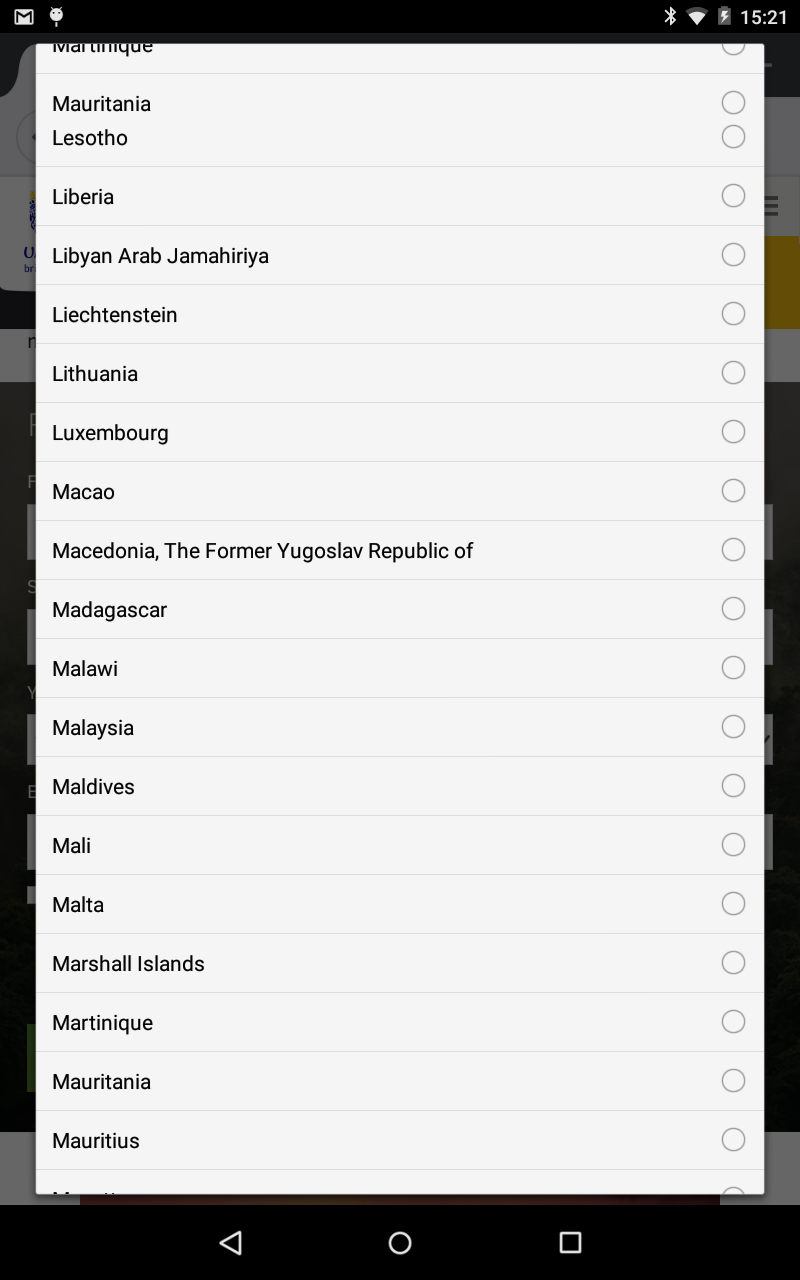 15:21
Martinique
Mauritania
Lesotho
Liberia
Libyan Arab Jamahiriya
Liechtenstein
Lithuania
Luxembourg
Macao
Macedonia, The Former Yugoslav Republic of
Madagascar
Malawi
Malaysia
Maldives
Mali
Malta
Marshall Islands
Martinique
Mauritania
Mauritius